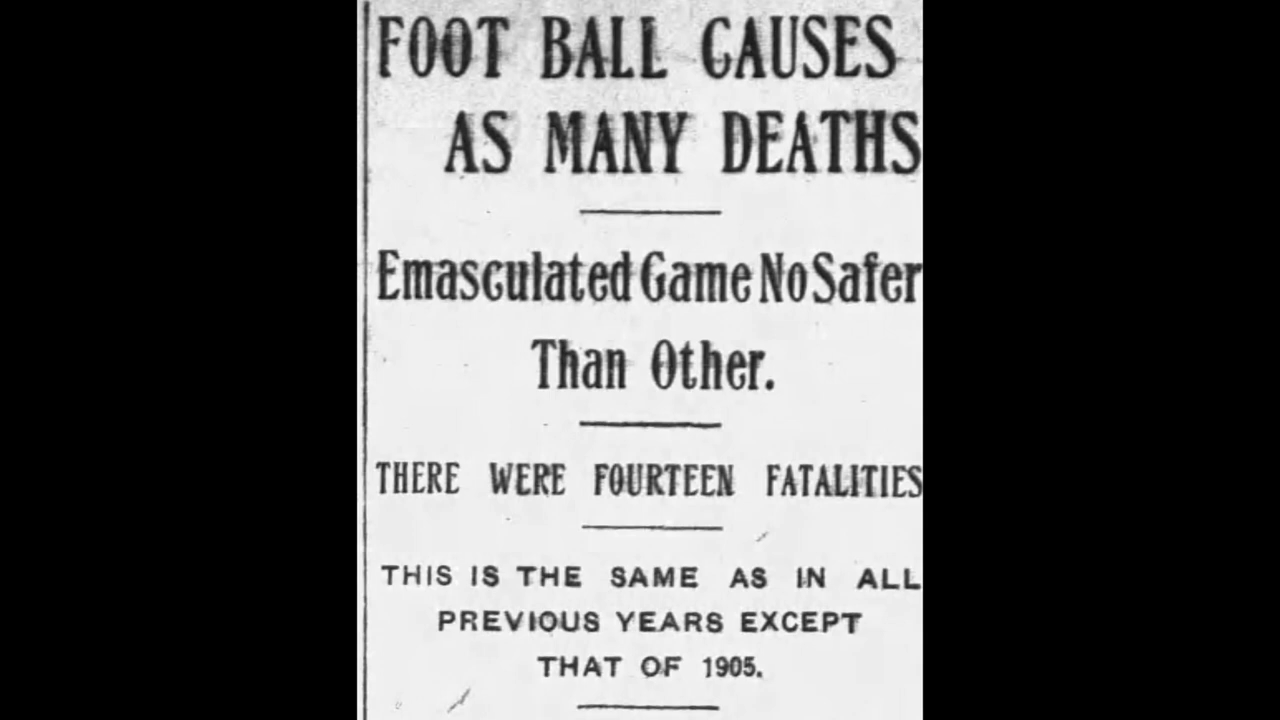 FOOT BALL CAUSES
AS MANY DEATHS
Emasculated Game No Safer
Than Other.
THERE WERE FOURTEEN FATALITIES
THIS IS THE SAME AS IN ALL
PREVIOUS YEARS EXCEPT
THAT OF 1905.